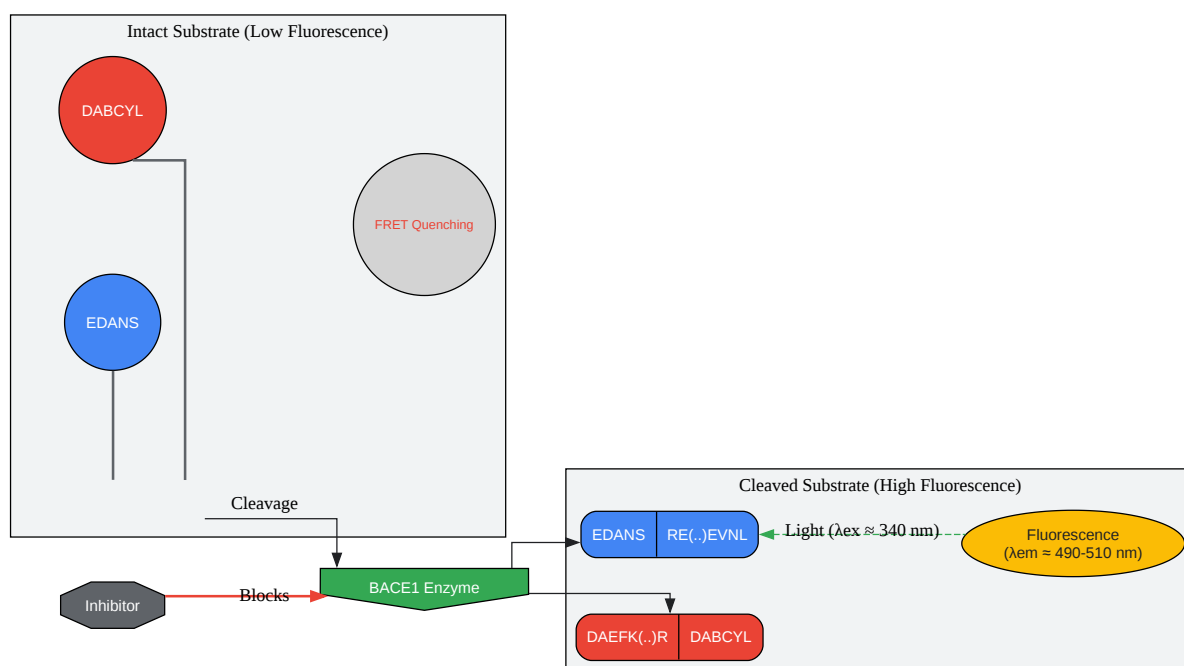 Intact Substrate (Low Fluorescence)
DABCYL
FRET Quenching
EDANS
Cleavage
Cleaved Substrate (High Fluorescence)
EDANS
RE(..)EVNL
Light (λex ≈ 340 nm)
Fluorescence
(λem ≈ 490-510 nm)
BACE1 Enzyme
Blocks
Inhibitor
DAEFK(..)R
DABCYL